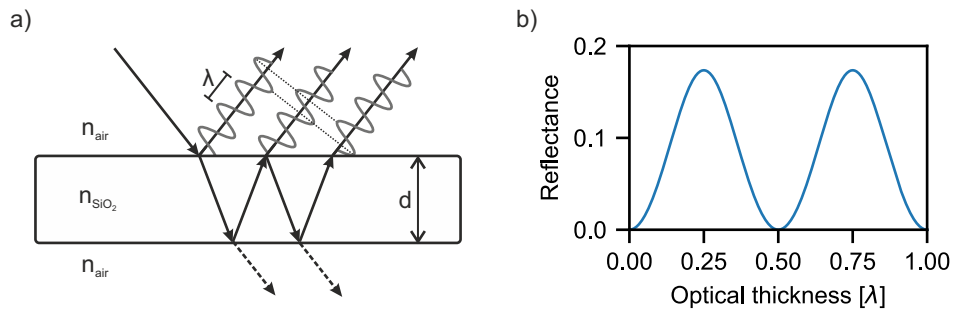 a)
λ
n_air
n_SiO₂
d
n_air
b)
Reflectance
0.2
0.1
0.0
0.00 0.25 0.50 0.75 1.00
Optical thickness [λ]